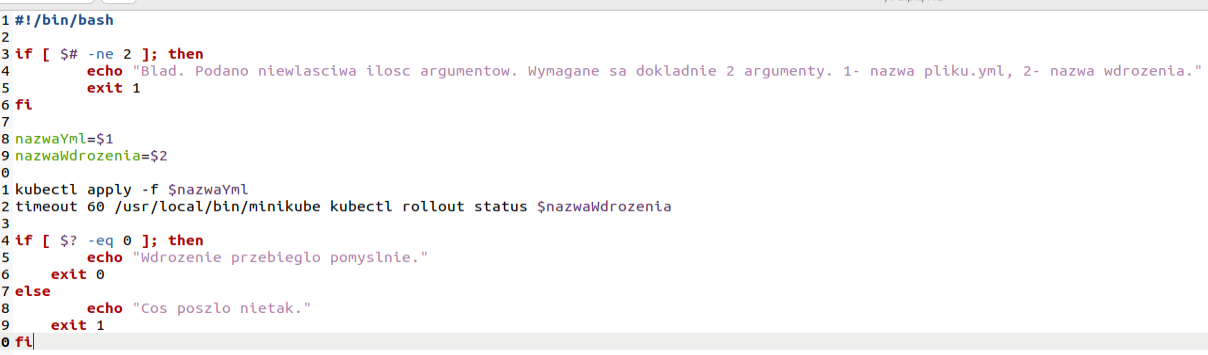 1 #!/bin/bash
2
3 if [ $# -ne 2 ]; then
4         echo "Blad. Podano niewlasciwa ilosc argumentow. Wymagane sa dokladnie 2 argumenty. 1- nazwa pliku.yml, 2- nazwa wdrozenia."
5         exit 1
6 fi
7
8 nazwaYml=$1
9 nazwaWdrozenia=$2
0
1 kubectl apply -f $nazwaYml
2 timeout 60 /usr/local/bin/minikube kubectl rollout status $nazwaWdrozenia
3
4 if [ $? -eq 0 ]; then
5         echo "Wdrozenie przebieglo pomyslnie."
6     exit 0
7 else
8         echo "Cos poszlo nietak."
9     exit 1
0 fi